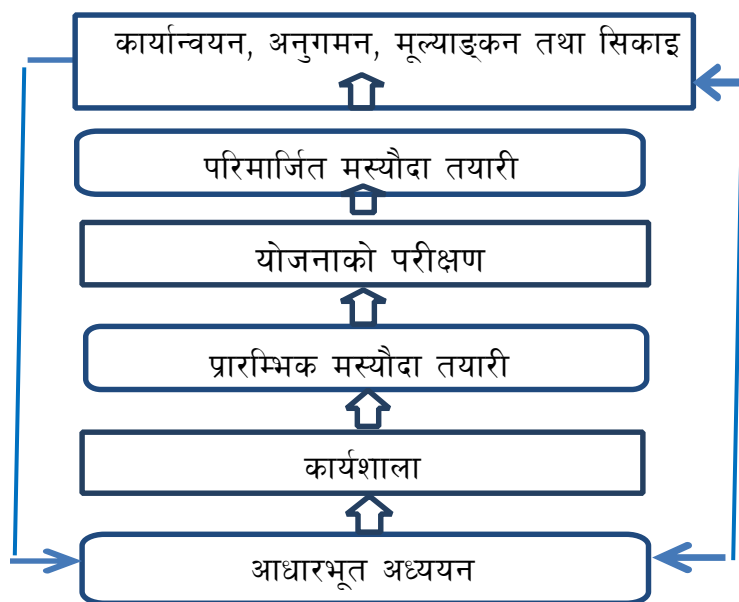 कार्यान्वयन, अनुगमन, मूल्याङ्कन तथा सिकाइ
परिमार्जित मस्यौदा तयारी
योजनाको परीक्षण
प्रारम्भिक मस्यौदा तयारी
कार्यशाला
आधारभूत अध्ययन